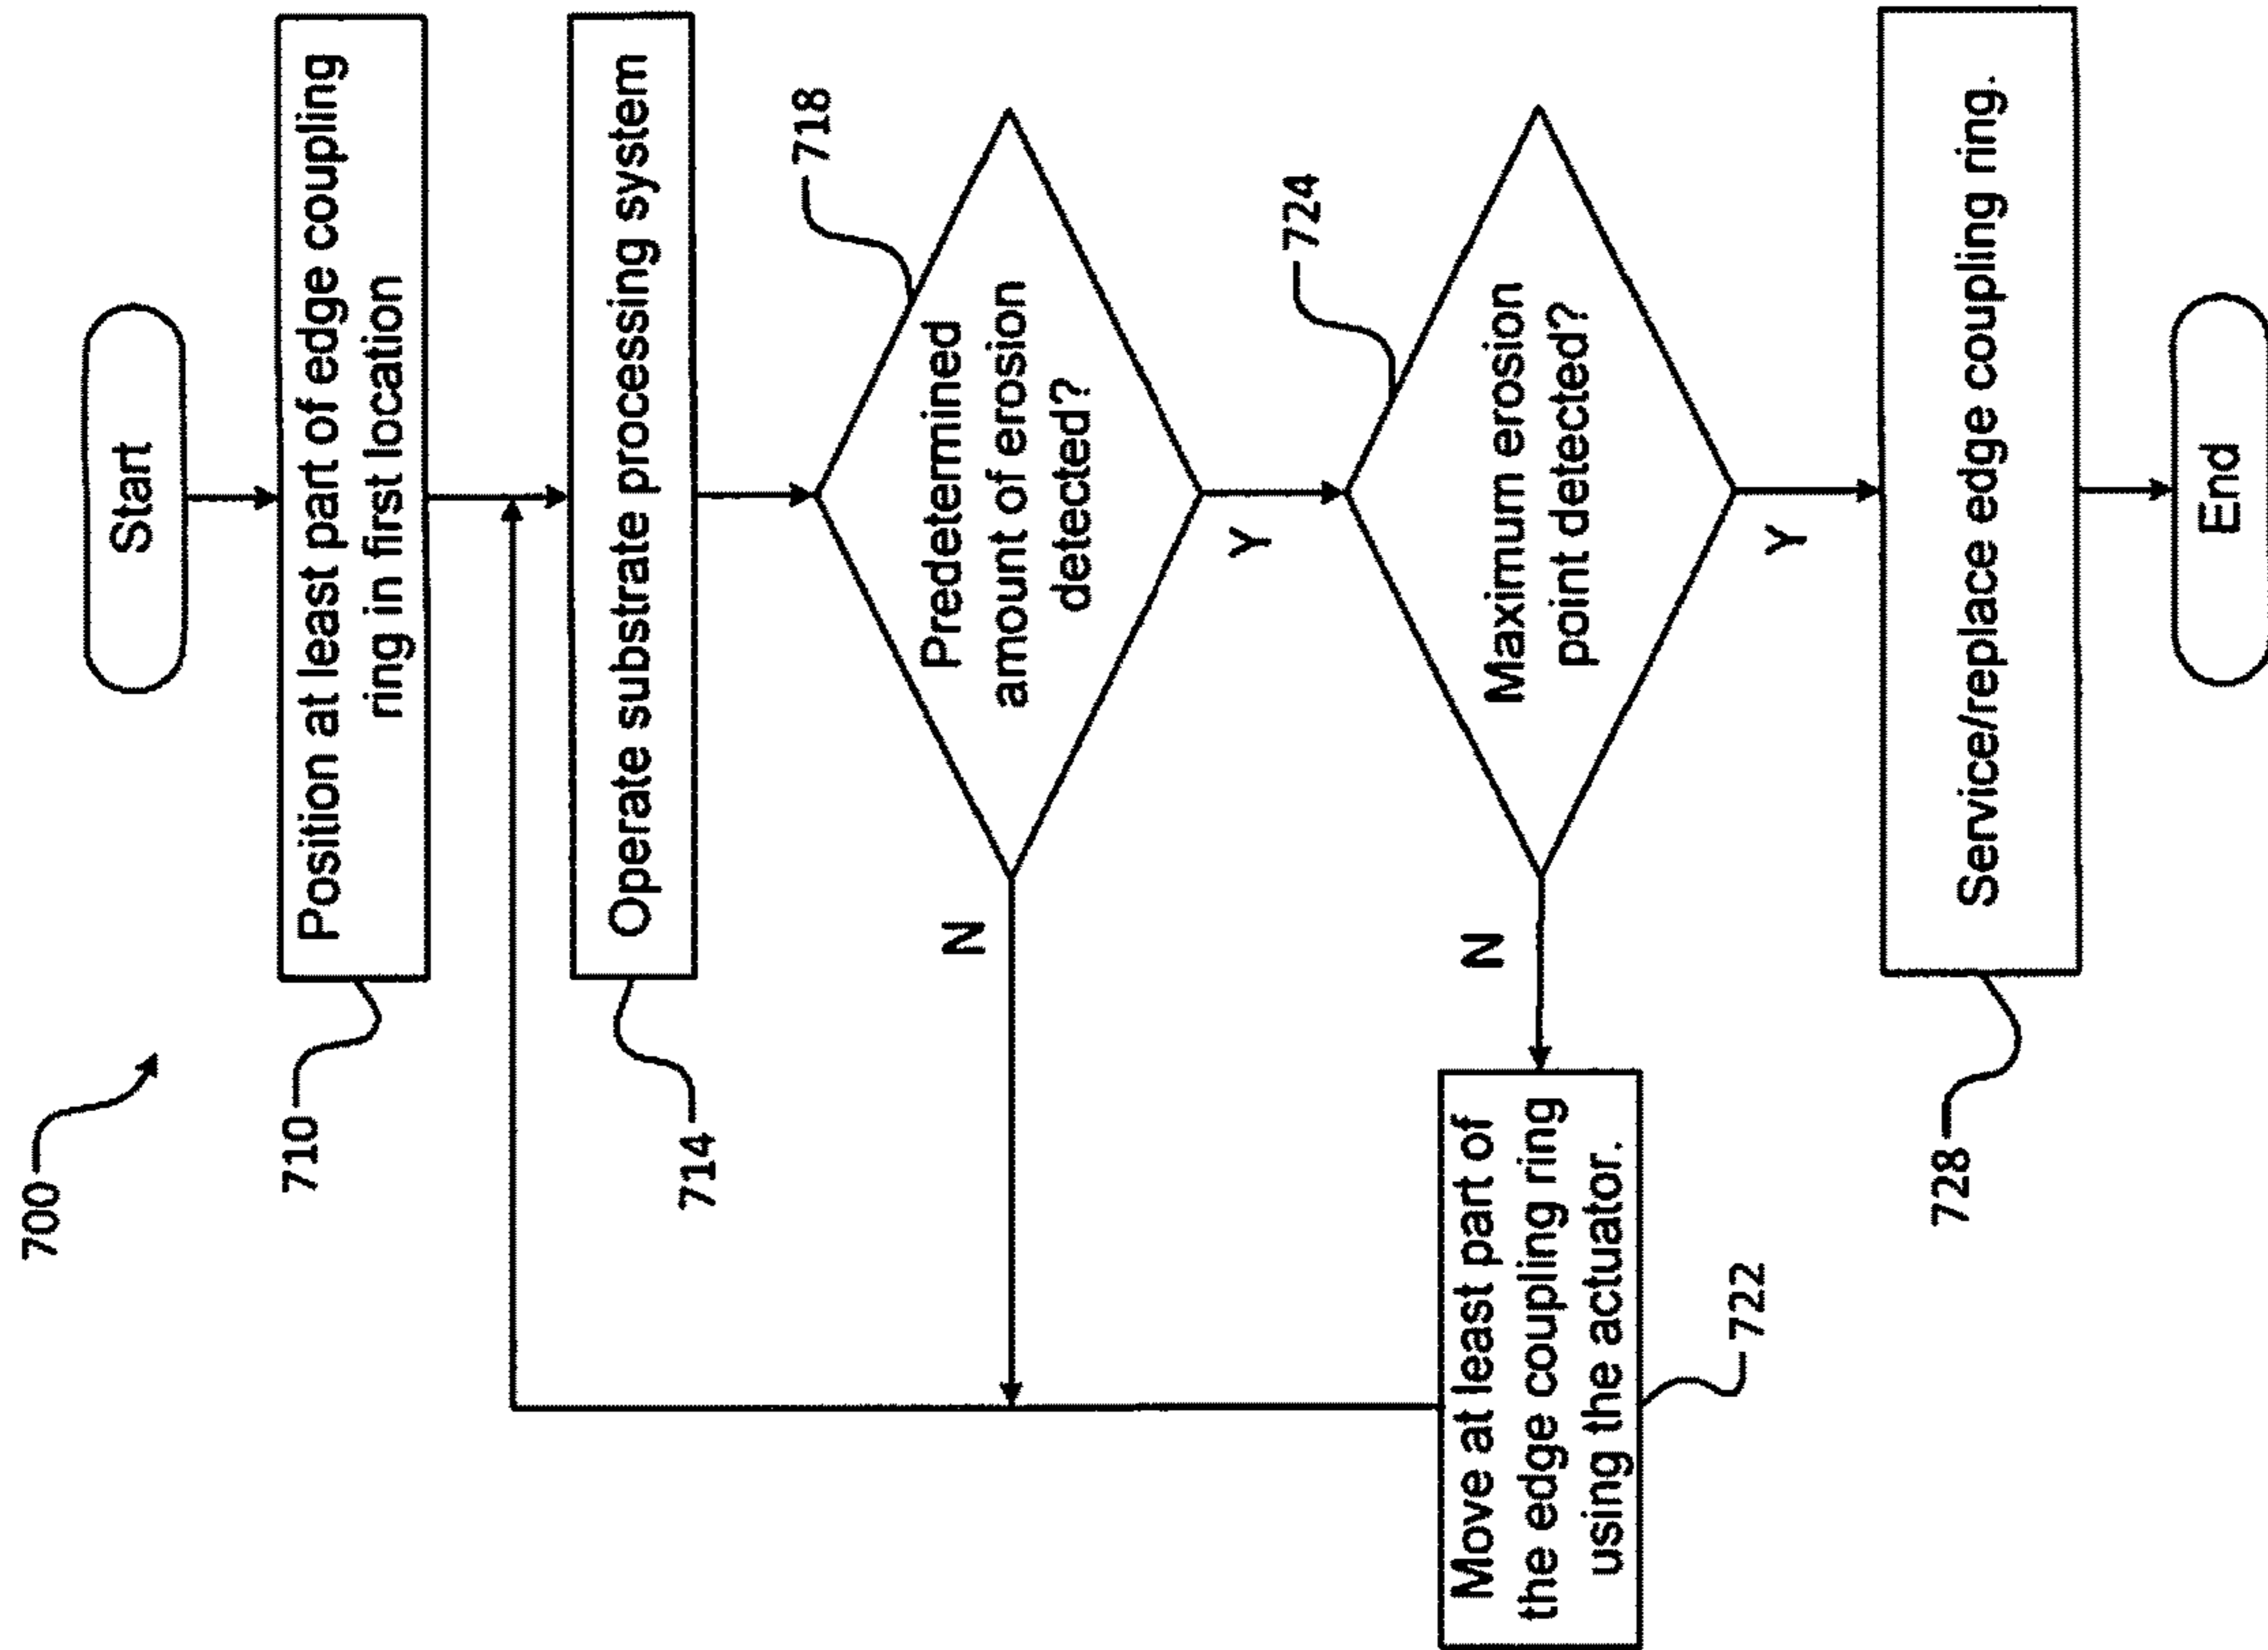 700
Start
710
Position at least part of edge coupling
ring in first location
714
Operate substrate processing system
718
Predetermined
amount of erosion
detected?
N
Y
724
Maximum erosion
point detected?
N
Y
Move at least part of
the edge coupling ring
using the actuator.
722
728
Service/replace edge coupling ring.
End